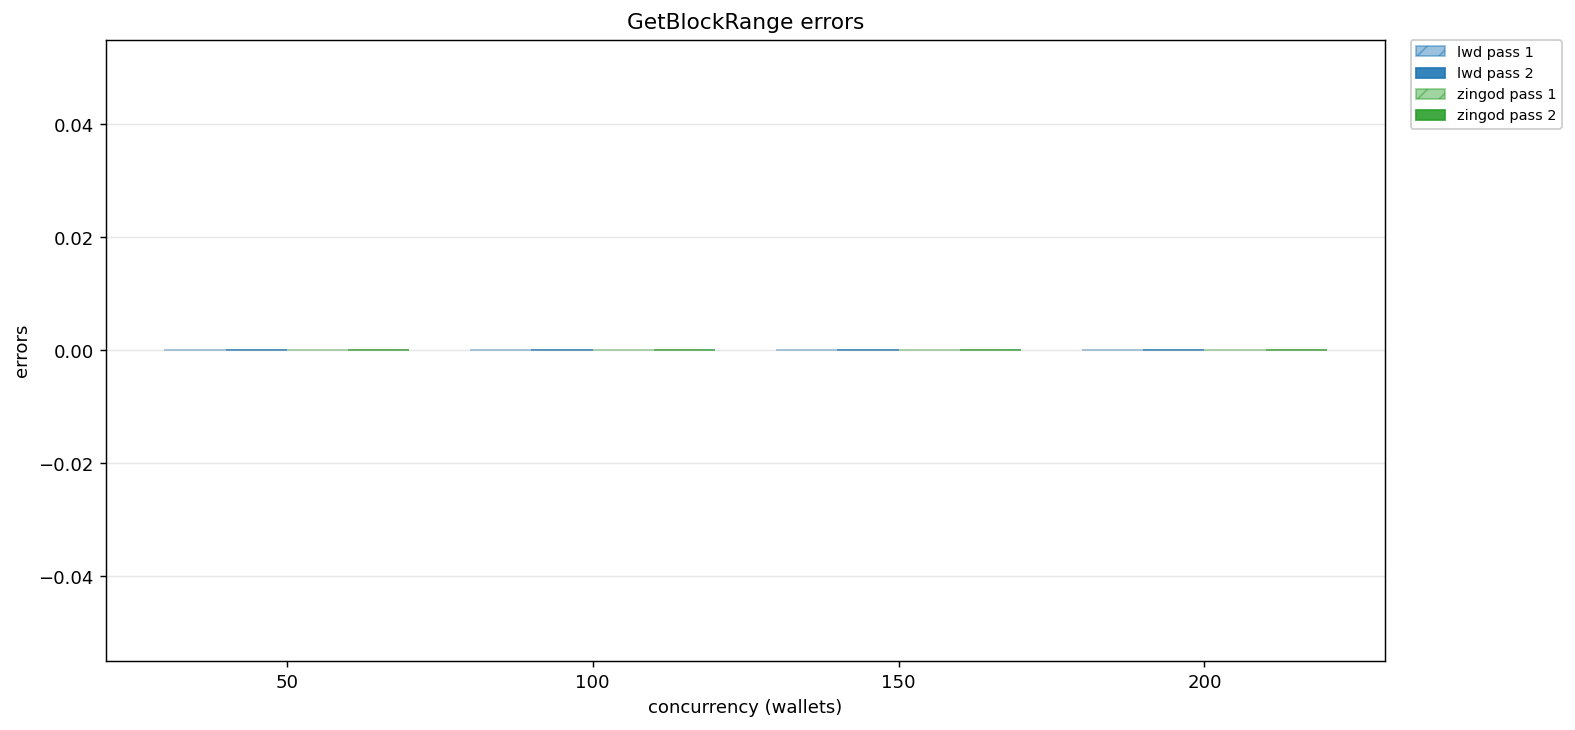 GetBlockRange errors
lwd pass 1
lwd pass 2
zingod pass 1
zingod pass 2
0.04
0.02
0.00
−0.02
−0.04
errors
50
100
150
200
concurrency (wallets)